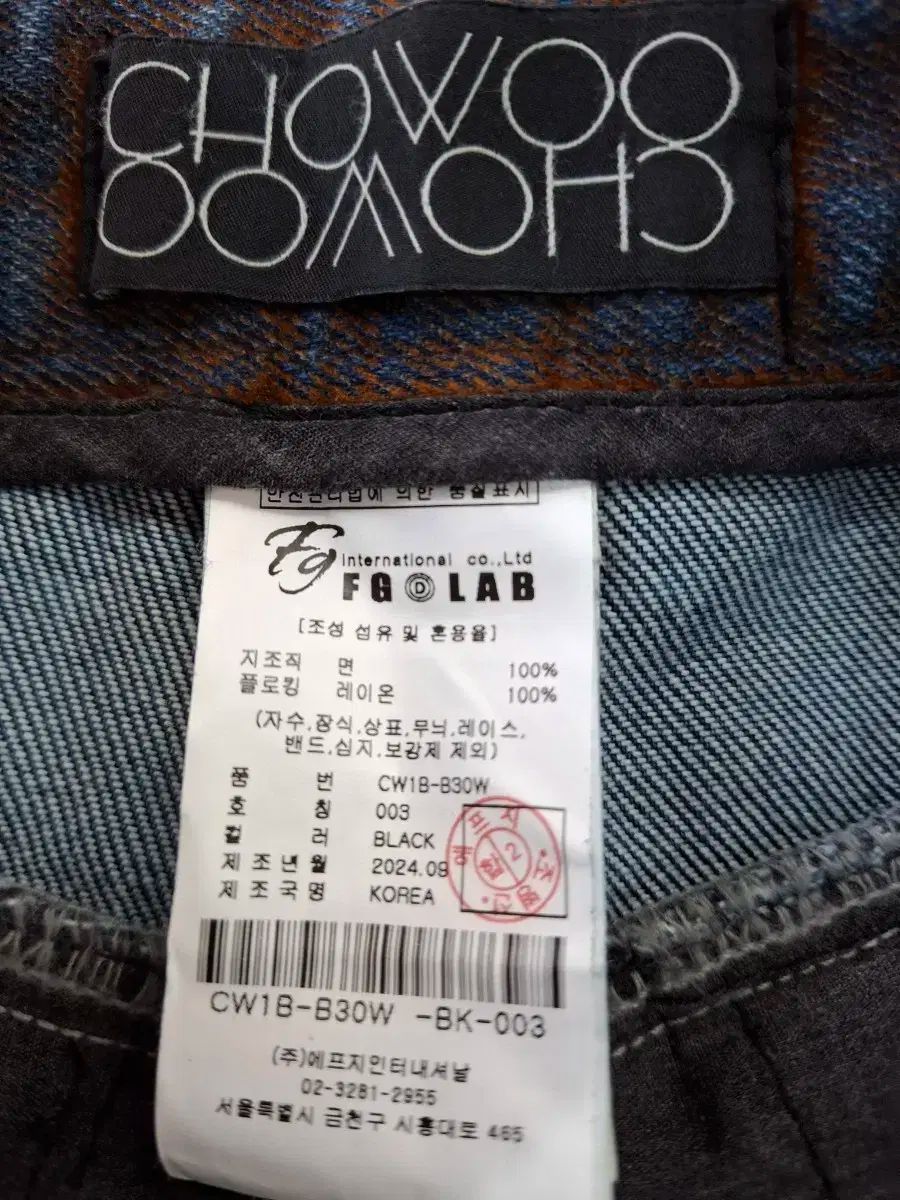 CHOWOO
CHOWOO
안전관리법에 의한 품질표시
Fg International co.,Ltd
FG D LAB
[조성 섬유 및 혼용율]
지조직 면 100%
플로킹 레이온 100%
(자수,장식,상표,무늬,레이스,
밴드,심지,보강제 제외)
품 번 CW1B-B30W
호 칭 003
컬 러 BLACK
제 조 년 월 2024.09
제 조 국 명 KOREA
CW1B-B30W -BK-003
(주)에프지인터내셔날
02-3281-2955
서울특별시 금천구 시흥대로 465